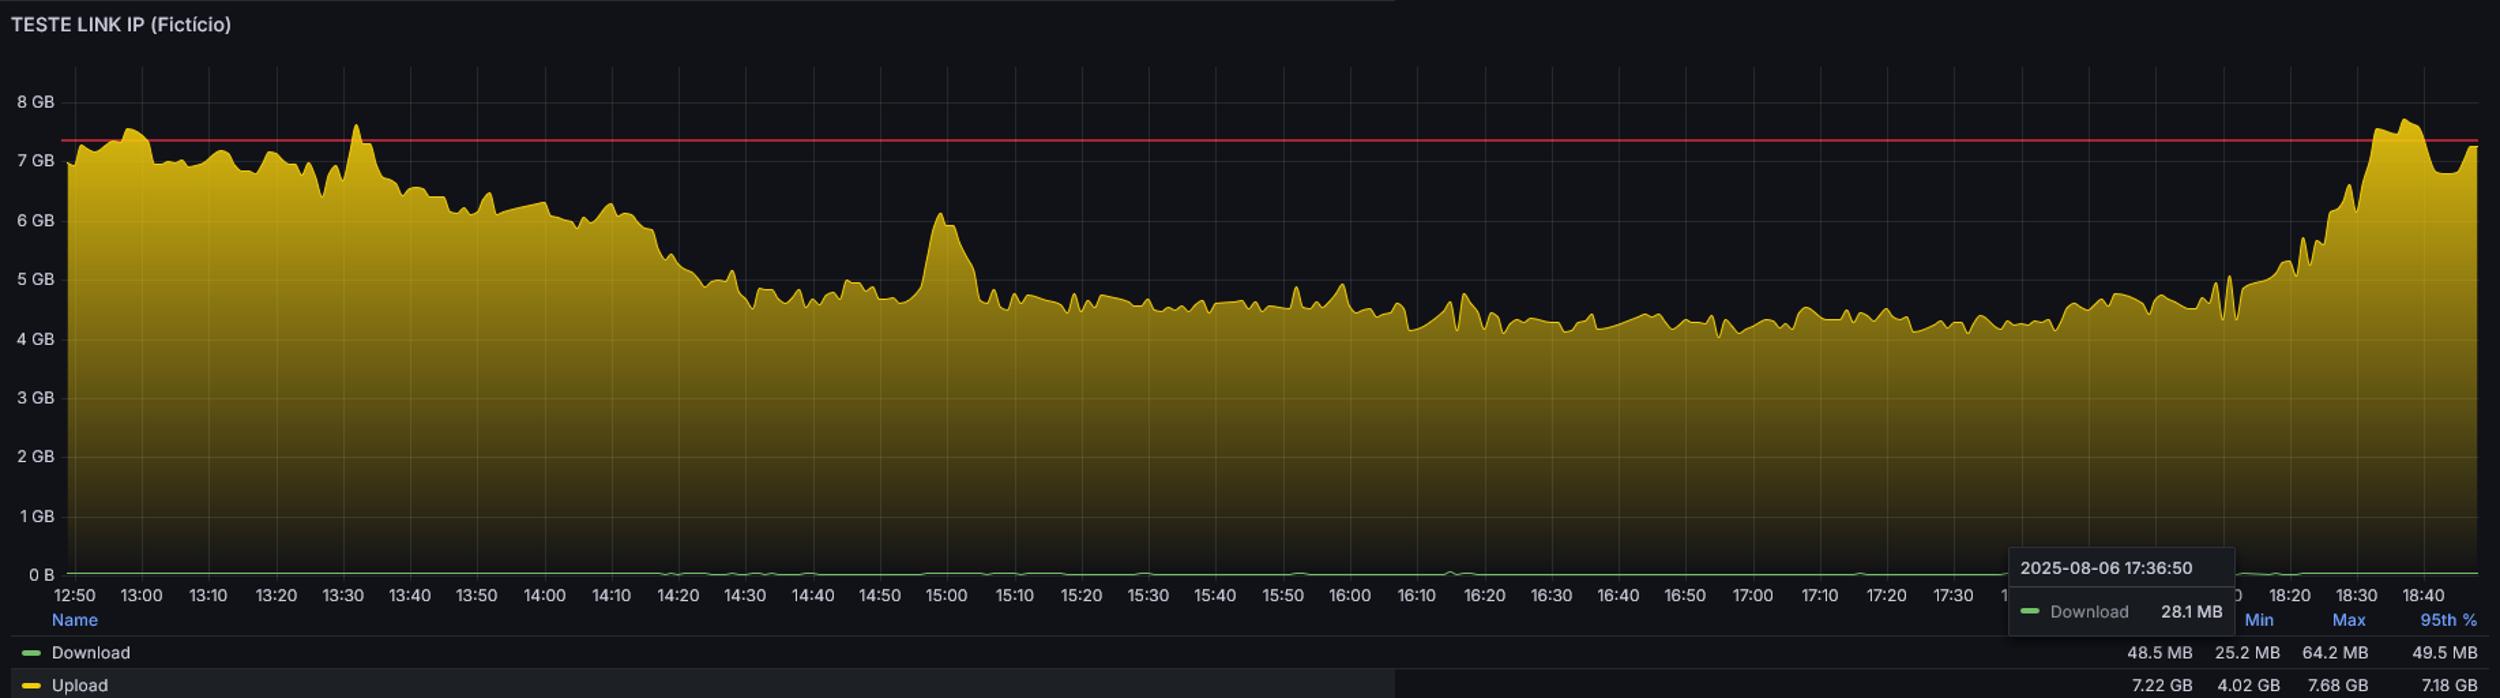 TESTE LINK IP (Fictício)
8 GB
7 GB
6 GB
5 GB
4 GB
3 GB
2 GB
1 GB
0 B
12:50 13:00 13:10 13:20 13:30 13:40 13:50 14:00 14:10 14:20 14:30 14:40 14:50 15:00 15:10 15:20 15:30 15:40 15:50 16:00 16:10 16:20 16:30 16:40 16:50 17:00 17:10 17:20 17:30 18:20 18:30 18:40
2025-08-06 17:36:50
Download 28.1 MB
Name Min Max 95th %
Download 48.5 MB 25.2 MB 64.2 MB 49.5 MB
Upload 7.22 GB 4.02 GB 7.68 GB 7.18 GB